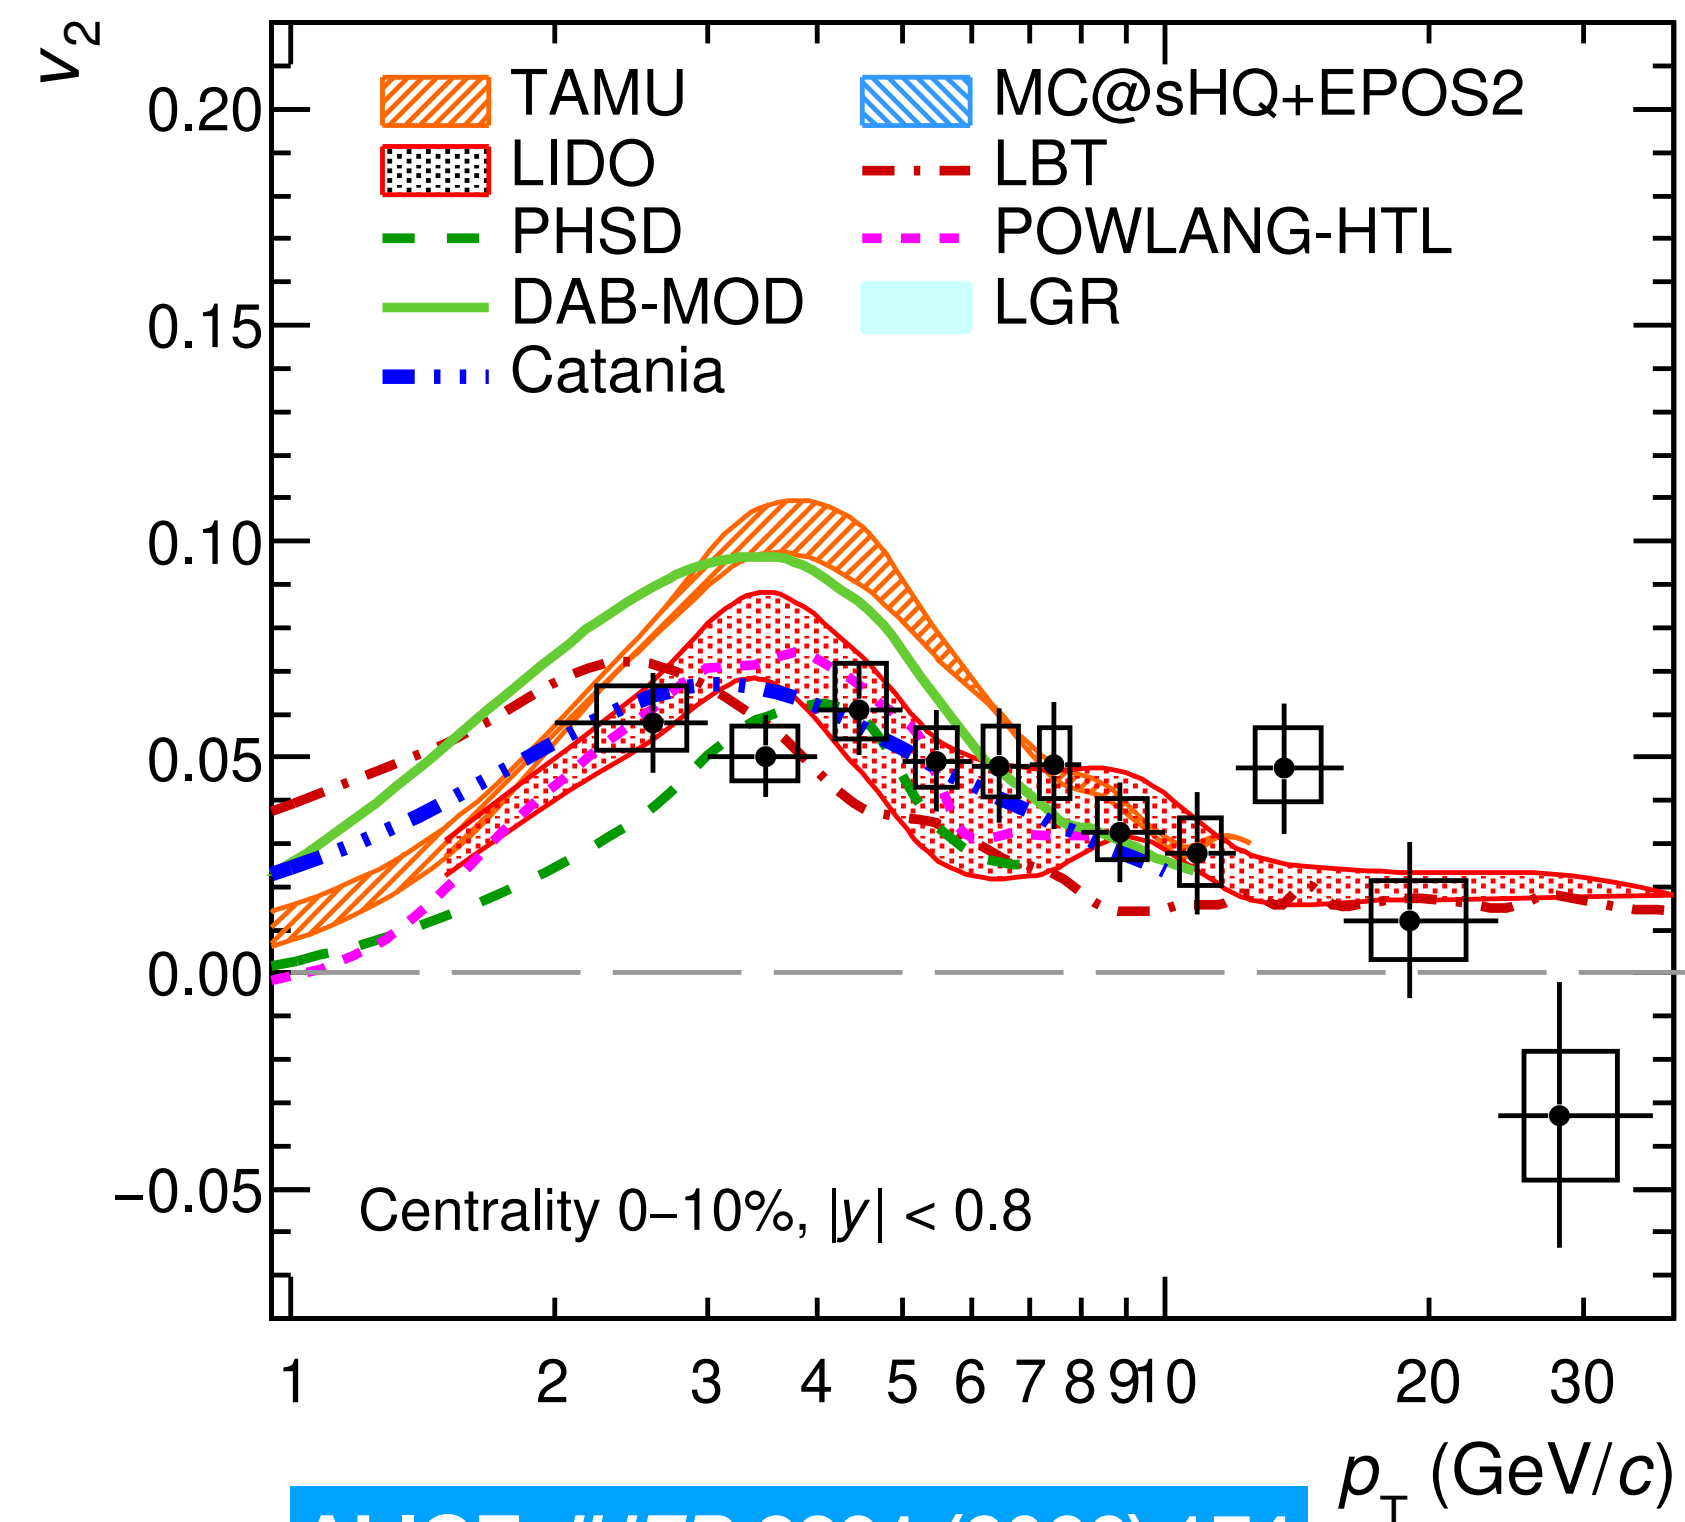 v2
0.20
0.15
0.10
0.05
0.00
−0.05
TAMU
LIDO
PHSD
DAB-MOD
Catania
MC@sHQ+EPOS2
LBT
POWLANG-HTL
LGR
Centrality 0–10%, |y| < 0.8
1 2 3 4 5 6 7 8 9 10 20 30
pT (GeV/c)